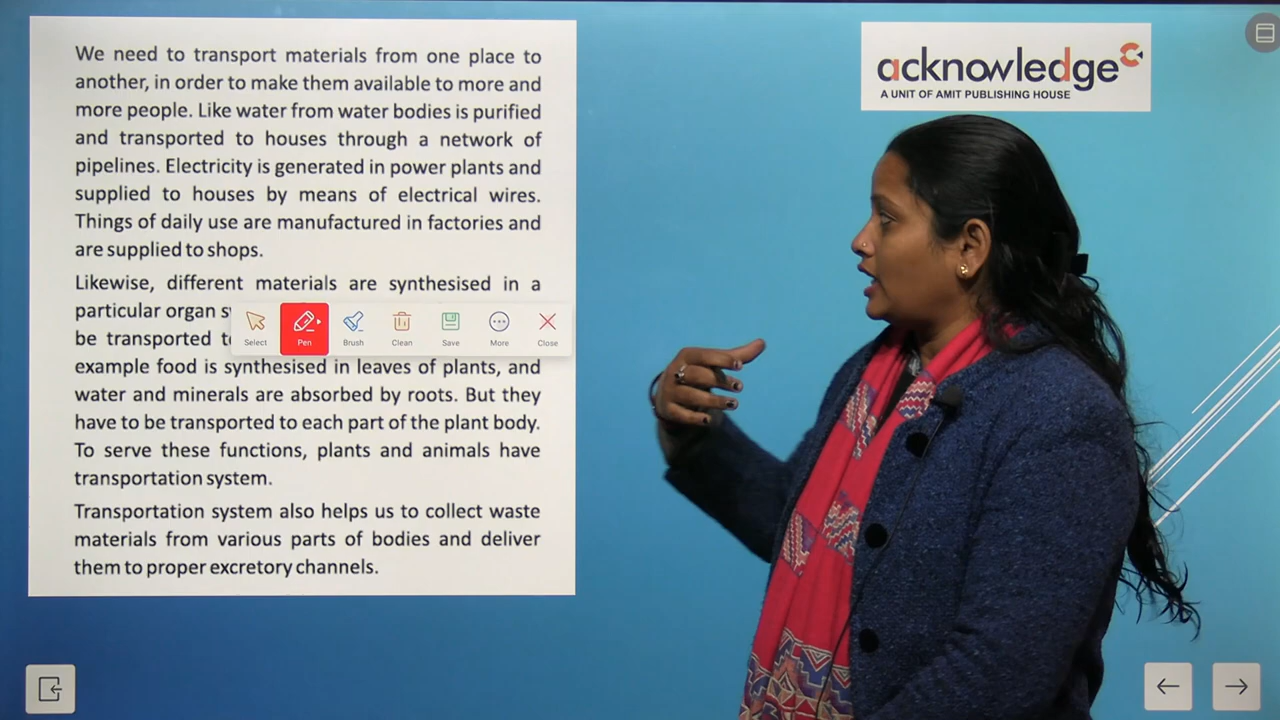 We need to transport materials from one place to
another, in order to make them available to more and
more people. Like water from water bodies is purified
and transported to houses through a network of
pipelines. Electricity is generated in power plants and
supplied to houses by means of electrical wires.
Things of daily use are manufactured in factories and
are supplied to shops.
Likewise, different materials are synthesised in a
particular organ
be transported
example food is synthesised in leaves of plants, and
water and minerals are absorbed by roots. But they
have to be transported to each part of the plant body.
To serve these functions, plants and animals have
transportation system.
Transportation system also helps us to collect waste
materials from various parts of bodies and deliver
them to proper excretory channels.
Select Pen Brush Clean Save More Close
acknowledge
A UNIT OF AMIT PUBLISHING HOUSE